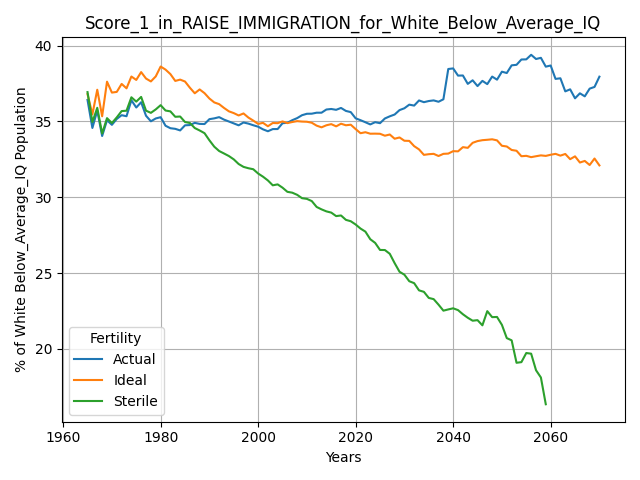 Score_1_in_RAISE_IMMIGRATION_for_White_Below_Average_IQ
% of White Below_Average_IQ Population
40
35
30
25
20
Fertility
Actual
Ideal
Sterile
1960
1980
2000
2020
2040
2060
Years